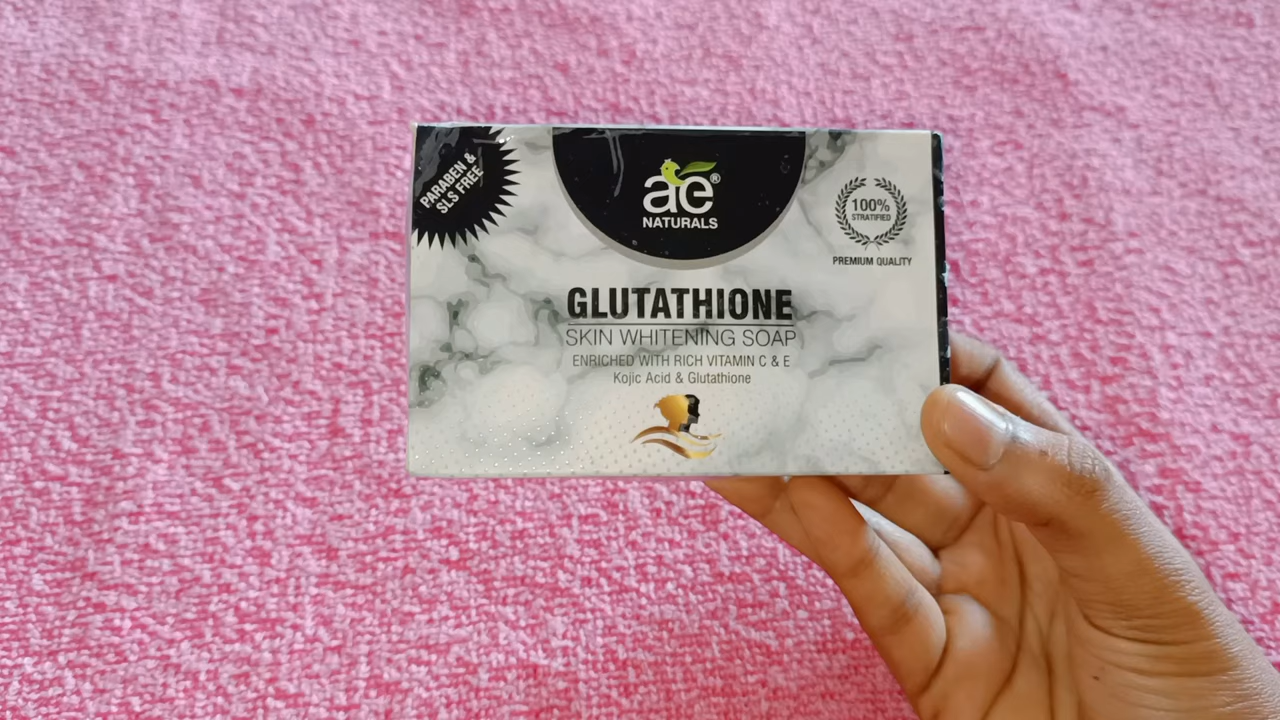 PARABEN &
SLS FREE
ae®
NATURALS
100%
STRATIFIED
PREMIUM QUALITY
GLUTATHIONE
SKIN WHITENING SOAP
ENRICHED WITH RICH VITAMIN C & E
Kojic Acid & Glutathione